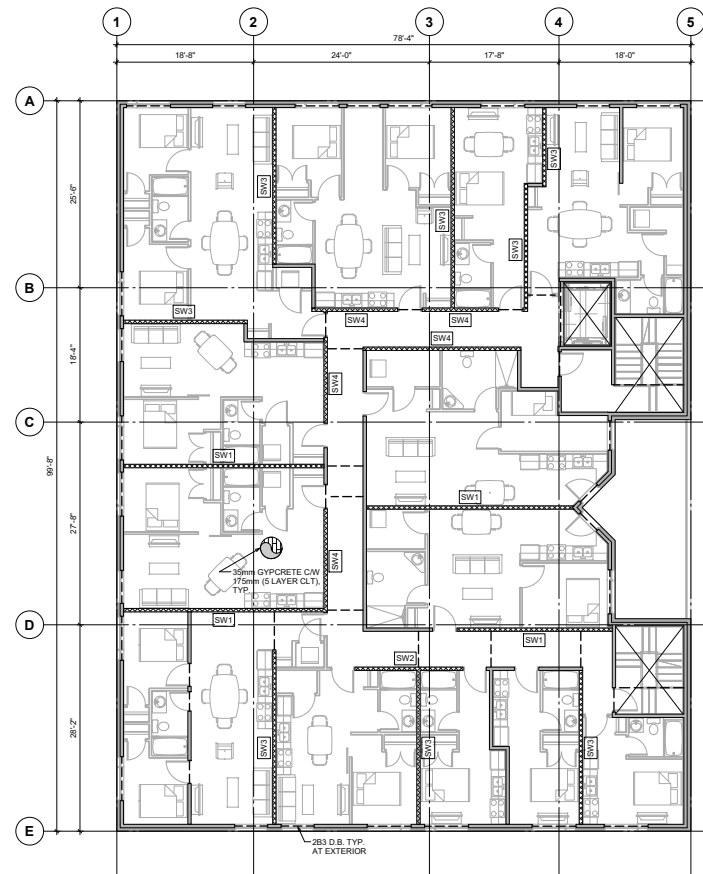 1
2
3
4
5
78'-4"
18'-8"
24'-0"
17'-8"
18'-0"
A
25'-6"
SW3
SW3
SW3
SW3
B
SW3
SW4
SW4
SW4
18'-4"
SW4
C
99'-8"
SW1
SW1
27'-8"
35mm GYPCRETE C/W
175mm (5 LAYER CLT),
TYP.
SW4
D
SW1
SW1
SW2
28'-2"
SW3
SW3
SW3
E
2B3 D.B. TYP.
AT EXTERIOR